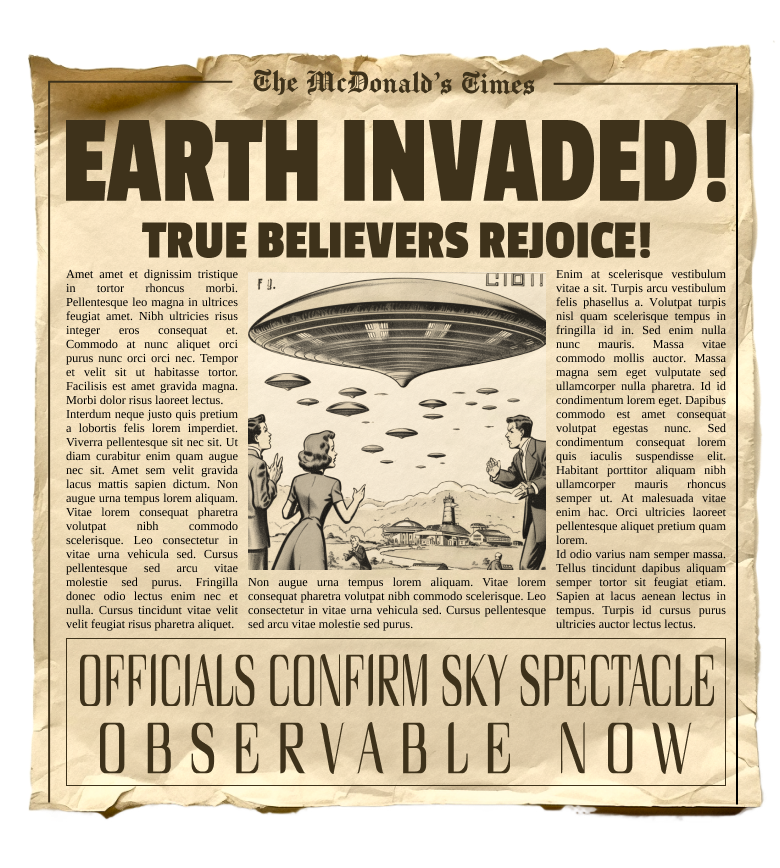 The McDonald's Times
EARTH INVADED!
TRUE BELIEVERS REJOICE!
Amet amet et dignissim tristique
in tortor rhoncus morbi.
Pellentesque leo magna in ultrices
feugiat amet. Nibh ultricies risus
integer eros consequat et.
Commodo at nunc aliquet orci
purus nunc orci orci nec. Tempor
et velit sit ut habitasse tortor.
Facilisis est amet gravida magna.
Morbi dolor risus laoreet lectus.
Interdum neque justo quis pretium
a lobortis felis lorem imperdiet.
Viverra pellentesque sit nec sit. Ut
diam curabitur enim quam augue
nec sit. Amet sem velit gravida
lacus mattis sapien dictum. Non
augue urna tempus lorem aliquam.
Vitae lorem consequat pharetra
volutpat nibh commodo
scelerisque. Leo consectetur in
vitae urna vehicula sed. Cursus
pellentesque sed arcu vitae
molestie sed purus. Fringilla
donec odio lectus enim nec et
nulla. Cursus tincidunt vitae velit
velit feugiat risus pharetra aliquet.
Non augue urna tempus lorem aliquam. Vitae lorem
consequat pharetra volutpat nibh commodo scelerisque. Leo
consectetur in vitae urna vehicula sed. Cursus pellentesque
sed arcu vitae molestie sed purus.
Enim at scelerisque vestibulum
vitae a sit. Turpis arcu vestibulum
felis phasellus a. Volutpat turpis
nisl quam scelerisque tempus in
fringilla id in. Sed enim nulla
nunc mauris. Massa vitae
commodo mollis auctor. Massa
magna sem eget vulputate sed
ullamcorper nulla pharetra. Id id
condimentum lorem eget. Dapibus
commodo est amet consequat
volutpat egestas nunc. Sed
condimentum consequat lorem
quis iaculis suspendisse elit.
Habitant porttitor aliquam nibh
ullamcorper mauris rhoncus
semper ut. At malesuada vitae
enim hac. Orci ultricies laoreet
pellentesque aliquet pretium quam
lorem.
Id odio varius nam semper massa.
Tellus tincidunt dapibus aliquam
semper tortor sit feugiat etiam.
Sapien at lacus aenean lectus in
tempus. Turpis id cursus purus
ultricies auctor lectus lectus.
OFFICIALS CONFIRM SKY SPECTACLE
OBSERVABLE NOW